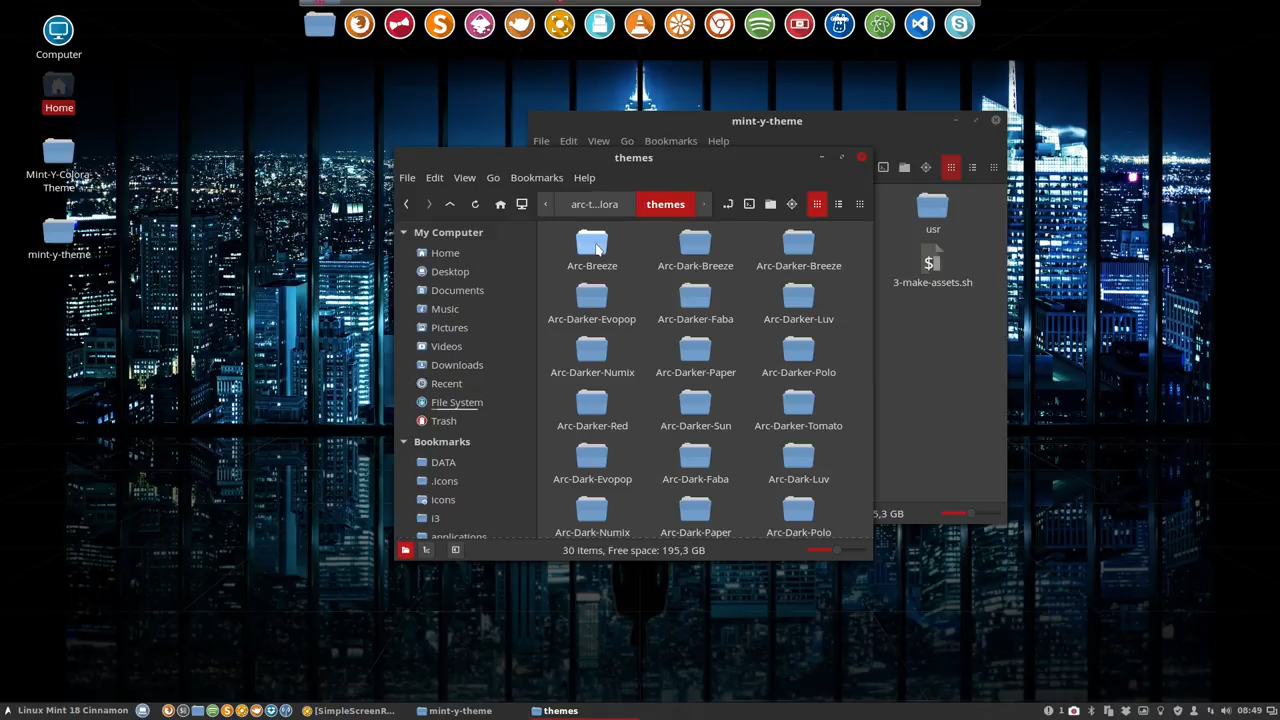 Computer
Home
Mint-Y-Colora
Theme
mint-y-theme
mint-y-theme
File Edit View Go Bookmarks Help
usr
3-make-assets.sh
5,3 GB
themes
File Edit View Go Bookmarks Help
arc-t...lora themes
My Computer
Home
Desktop
Documents
Music
Pictures
Videos
Downloads
Recent
File System
Trash
Bookmarks
DATA
.icons
icons
i3
applications
Arc-Breeze Arc-Dark-Breeze Arc-Darker-Breeze
Arc-Darker-Evopop Arc-Darker-Faba Arc-Darker-Luv
Arc-Darker-Numix Arc-Darker-Paper Arc-Darker-Polo
Arc-Darker-Red Arc-Darker-Sun Arc-Darker-Tomato
Arc-Dark-Evopop Arc-Dark-Faba Arc-Dark-Luv
Arc-Dark-Numix Arc-Dark-Paper Arc-Dark-Polo
30 items, Free space: 195,3 GB
Linux Mint 18 Cinnamon [SimpleScreenR... mint-y-theme themes 1 08:49